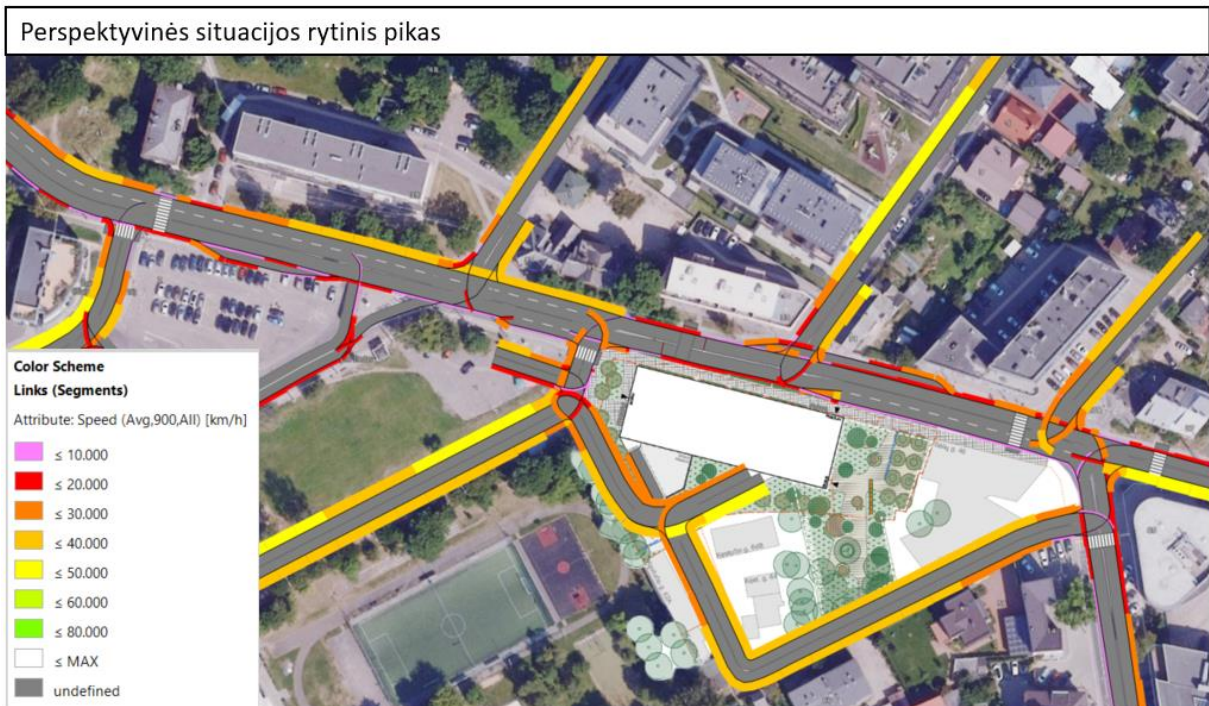 Perspektyvinės situacijos rytinis pikas
Color Scheme
Links (Segments)
Attribute: Speed (Avg,900,All) [km/h]
≤ 10.000
≤ 20.000
≤ 30.000
≤ 40.000
≤ 50.000
≤ 60.000
≤ 80.000
≤ MAX
undefined